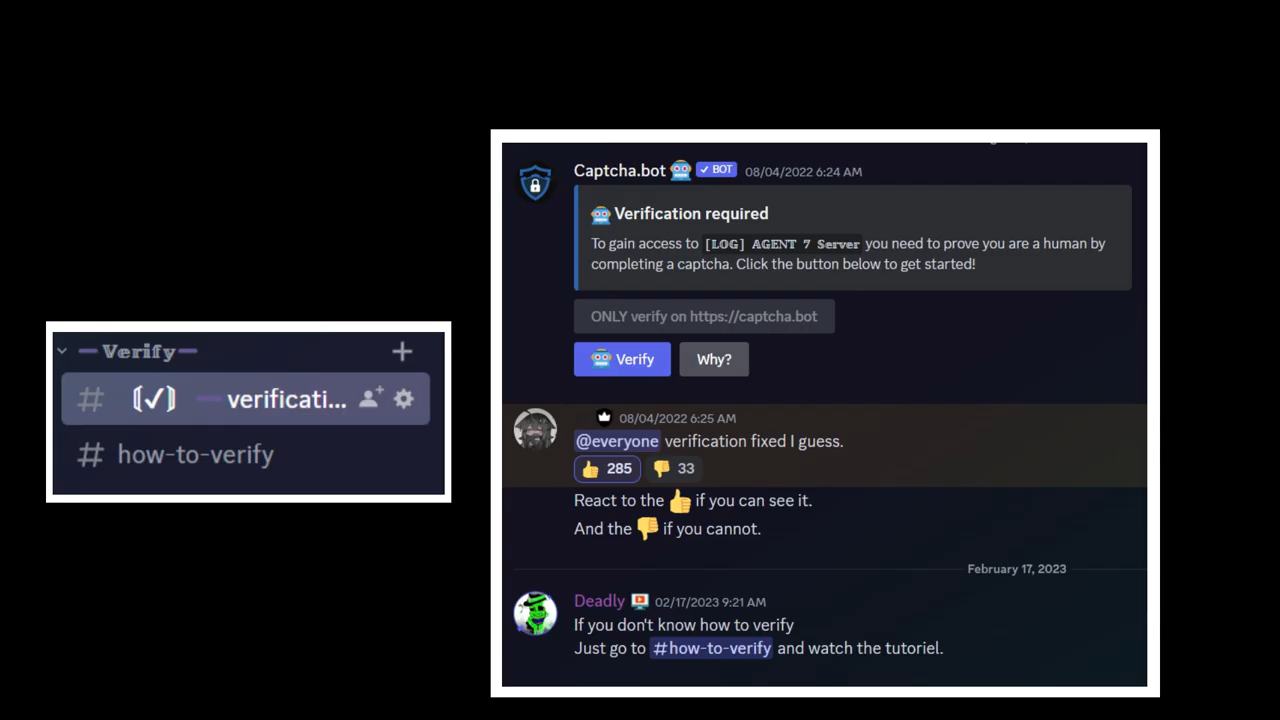 Verify
# 〔✓〕 verificati...
# how-to-verify
Captcha.bot BOT 08/04/2022 6:24 AM
Verification required
To gain access to [LOG] AGENT 7 Server you need to prove you are a human by
completing a captcha. Click the button below to get started!
ONLY verify on https://captcha.bot
Verify Why?
08/04/2022 6:25 AM
@everyone verification fixed I guess.
👍 285 👎 33
React to the 👍 if you can see it.
And the 👎 if you cannot.
February 17, 2023
Deadly 02/17/2023 9:21 AM
If you don't know how to verify
Just go to #how-to-verify and watch the tutoriel.